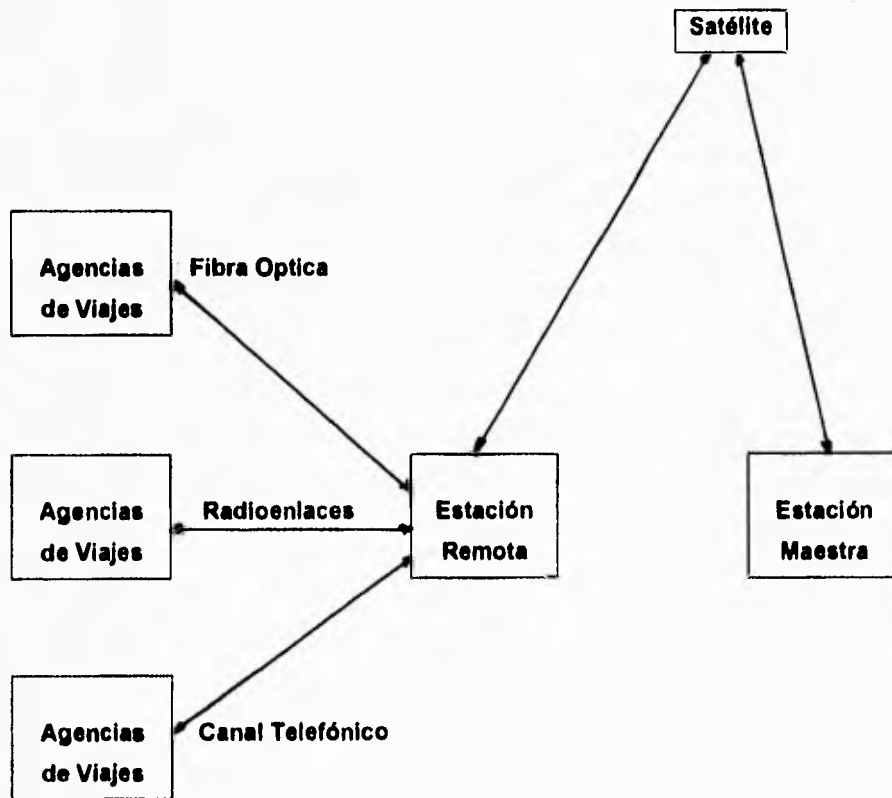 Satélite
Agencias
de Viajes
Fibra Optica
Agencias
de Viajes
Radioenlaces
Estación
Remota
Estación
Maestra
Agencias
de Viajes
Canal Telefónico